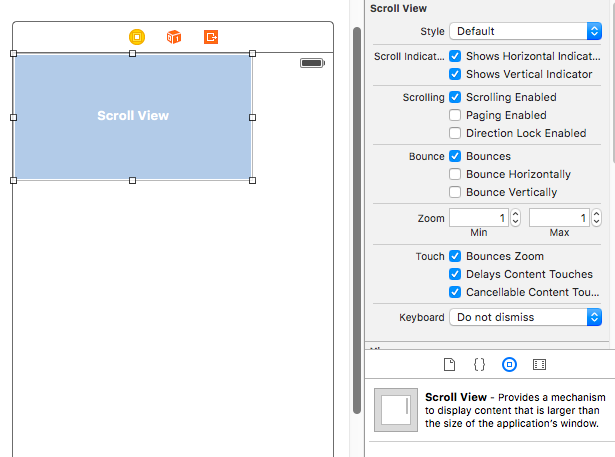 Scroll View
Scroll View
Style Default
Scroll Indicat... Shows Horizontal Indicat...
Shows Vertical Indicator
Scrolling Scrolling Enabled
Paging Enabled
Direction Lock Enabled
Bounce Bounces
Bounce Horizontally
Bounce Vertically
Zoom 1 1
Min Max
Touch Bounces Zoom
Delays Content Touches
Cancellable Content Tou...
Keyboard Do not dismiss
{}
Scroll View - Provides a mechanism
to display content that is larger than
the size of the application's window.